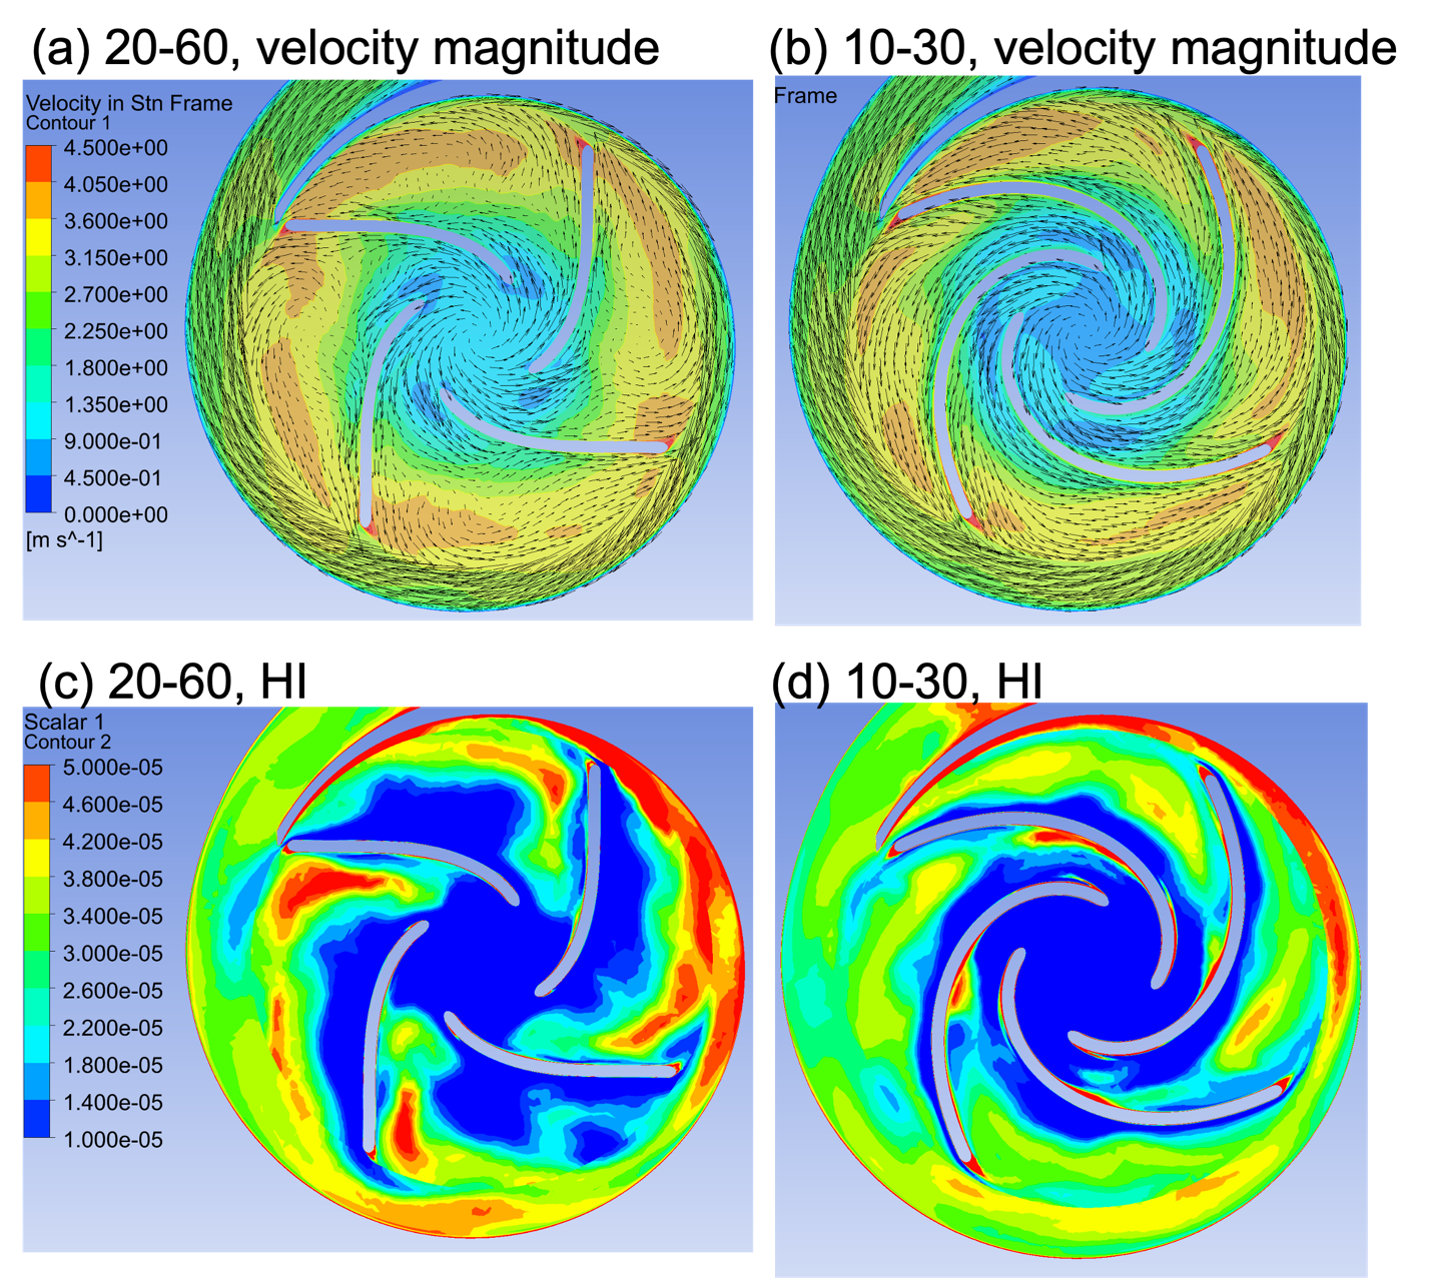 (a) 20-60, velocity magnitude
(b) 10-30, velocity magnitude
Velocity in Stn Frame
Contour 1
4.500e+00
4.050e+00
3.600e+00
3.150e+00
2.700e+00
2.250e+00
1.800e+00
1.350e+00
9.000e-01
4.500e-01
0.000e+00
[m s^-1]
Frame
(c) 20-60, HI
(d) 10-30, HI
Scalar 1
Contour 2
5.000e-05
4.600e-05
4.200e-05
3.800e-05
3.400e-05
3.000e-05
2.600e-05
2.200e-05
1.800e-05
1.400e-05
1.000e-05